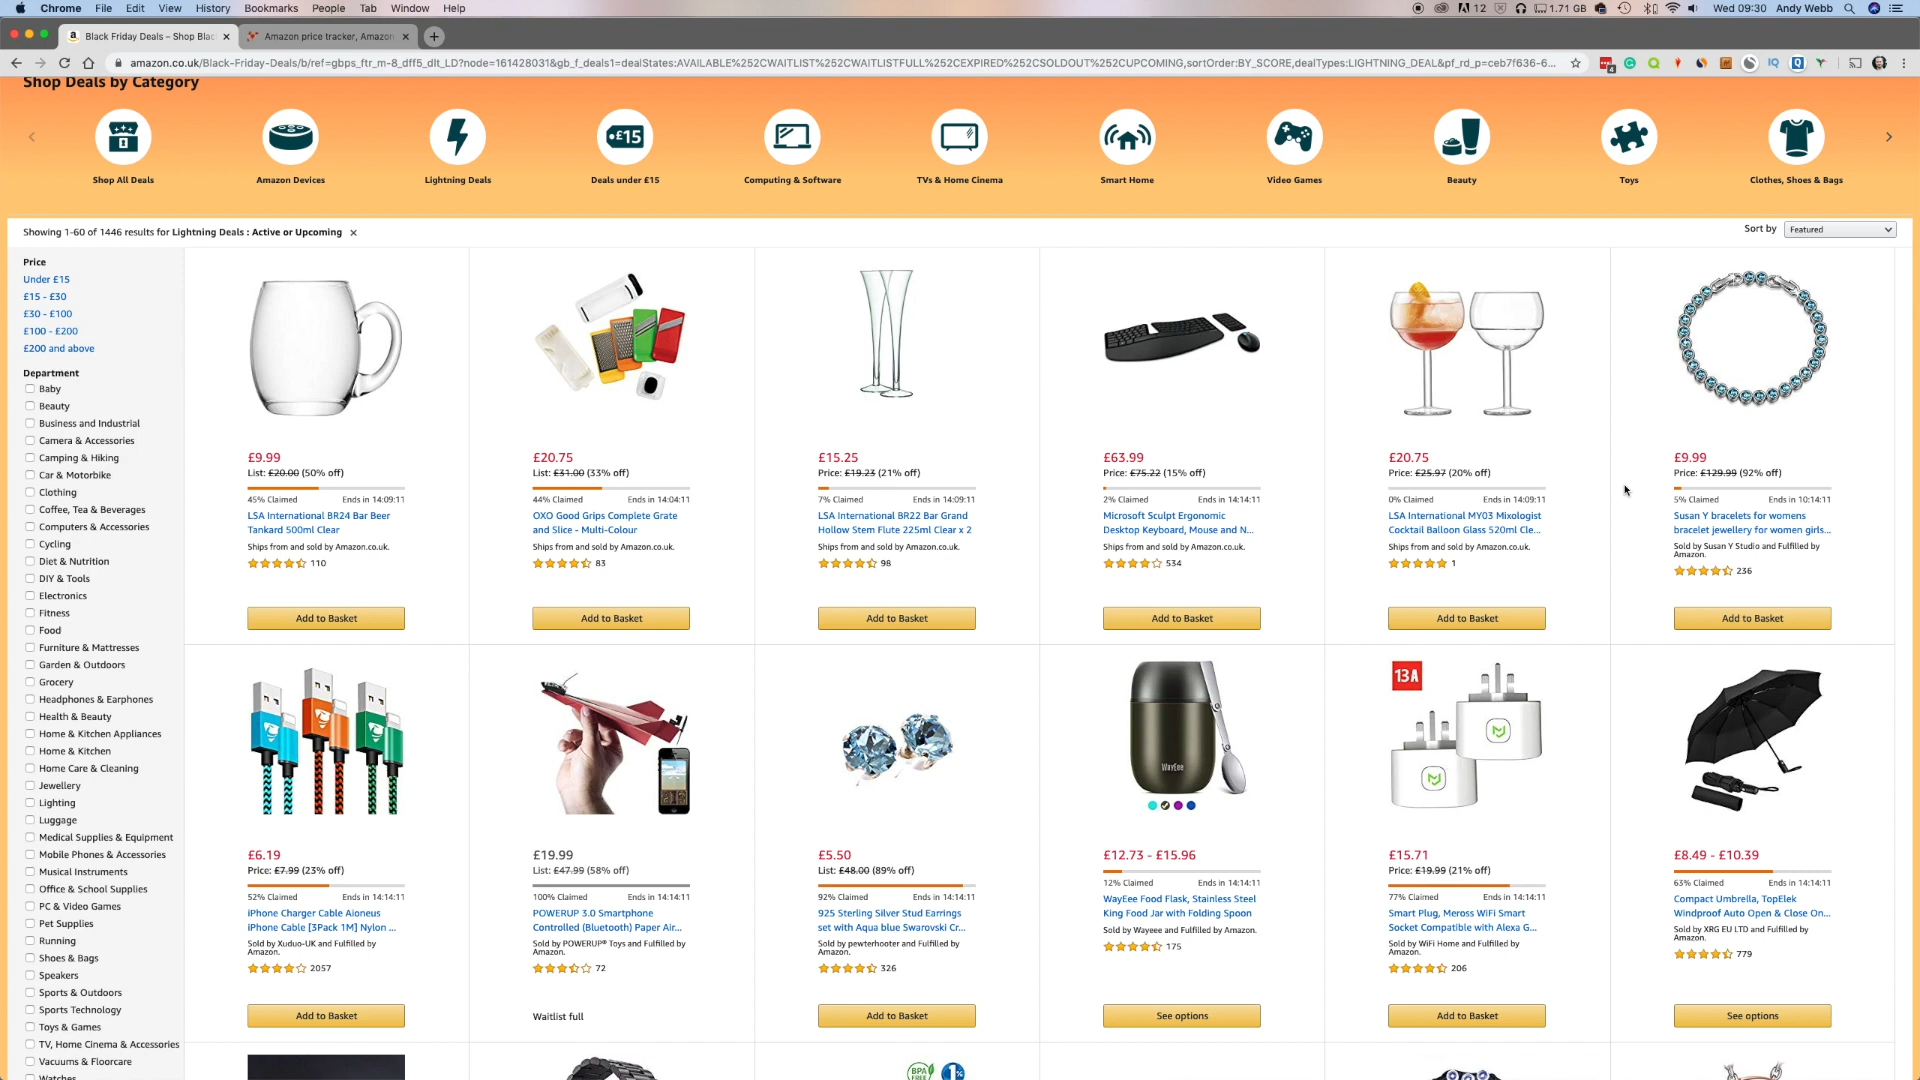 Chrome File Edit View History Bookmarks People Tab Window Help 12 1.71 GB Wed 09:30 Andy Webb
Black Friday Deals – Shop Blac Amazon price tracker, Amazon
amazon.co.uk/Black-Friday-Deals/b/ref=gbps_ftr_m-8_dff5_dlt_LD?node=161428031&gb_f_deals1=dealStates:AVAILABLE%252CWAITLIST%252CWAITLISTFULL%252CEXPIRED%252CSOLDOUT%252CUPCOMING,sortOrder:BY_SCORE,dealTypes:LIGHTNING_DEAL&pf_rd_p=ceb7f636-6...
Shop Deals by Category
£15
Shop All Deals Amazon Devices Lightning Deals Deals under £15 Computing & Software TVs & Home Cinema Smart Home Video Games Beauty Toys Clothes, Shoes & Bags
Showing 1-60 of 1446 results for Lightning Deals : Active or Upcoming
Sort by Featured
Price
Under £15
£15 - £30
£30 - £100
£100 - £200
£200 and above
Department
Baby
Beauty
Business and Industrial
Camera & Accessories
Camping & Hiking
Car & Motorbike
Clothing
Coffee, Tea & Beverages
Computers & Accessories
Cycling
Diet & Nutrition
DIY & Tools
Electronics
Fitness
Food
Furniture & Mattresses
Garden & Outdoors
Grocery
Headphones & Earphones
Health & Beauty
Home & Kitchen Appliances
Home & Kitchen
Home Care & Cleaning
Jewellery
Lighting
Luggage
Medical Supplies & Equipment
Mobile Phones & Accessories
Musical Instruments
Office & School Supplies
PC & Video Games
Pet Supplies
Running
Shoes & Bags
Speakers
Sports & Outdoors
Sports Technology
Toys & Games
TV, Home Cinema & Accessories
Vacuums & Floorcare
Watches
£9.99
List: £20.00 (50% off)
45% Claimed Ends in 14:09:11
LSA International BR24 Bar Beer
Tankard 500ml Clear
Ships from and sold by Amazon.co.uk.
110
Add to Basket
£20.75
List: £31.00 (33% off)
44% Claimed Ends in 14:04:11
OXO Good Grips Complete Grate
and Slice - Multi-Colour
Ships from and sold by Amazon.co.uk.
83
Add to Basket
£15.25
Price: £19.23 (21% off)
7% Claimed Ends in 14:09:11
LSA International BR22 Bar Grand
Hollow Stem Flute 225ml Clear x 2
Ships from and sold by Amazon.co.uk.
98
Add to Basket
£63.99
Price: £75.22 (15% off)
2% Claimed Ends in 14:14:11
Microsoft Sculpt Ergonomic
Desktop Keyboard, Mouse and N...
Ships from and sold by Amazon.co.uk.
534
Add to Basket
£20.75
Price: £25.97 (20% off)
0% Claimed Ends in 14:09:11
LSA International MY03 Mixologist
Cocktail Balloon Glass 520ml Cle...
Ships from and sold by Amazon.co.uk.
1
Add to Basket
£9.99
Price: £129.99 (92% off)
5% Claimed Ends in 10:14:11
Susan Y bracelets for womens
bracelet jewellery for women girls...
Sold by Susan Y Studio and Fulfilled by
Amazon.
236
Add to Basket
£6.19
Price: £7.99 (23% off)
52% Claimed Ends in 14:14:11
iPhone Charger Cable Aioneus
iPhone Cable [3Pack 1M] Nylon ...
Sold by Xuduo-UK and Fulfilled by
Amazon.
2057
Add to Basket
£19.99
List: £47.99 (58% off)
100% Claimed Ends in 14:14:11
POWERUP 3.0 Smartphone
Controlled (Bluetooth) Paper Air...
Sold by POWERUP® Toys and Fulfilled by
Amazon.
72
Waitlist full
£5.50
List: £48.00 (89% off)
92% Claimed Ends in 14:14:11
925 Sterling Silver Stud Earrings
set with Aqua blue Swarovski Cr...
Sold by pewterhooter and Fulfilled by
Amazon.
326
Add to Basket
WayEee
£12.73 - £15.96
12% Claimed Ends in 14:14:11
WayEee Food Flask, Stainless Steel
King Food Jar with Folding Spoon
Sold by Wayeee and Fulfilled by Amazon.
175
See options
13A
£15.71
Price: £19.99 (21% off)
77% Claimed Ends in 14:14:11
Smart Plug, Meross WiFi Smart
Socket Compatible with Alexa G...
Sold by WiFi Home and Fulfilled by
Amazon.
206
Add to Basket
£8.49 - £10.39
63% Claimed Ends in 14:14:11
Compact Umbrella, TopElek
Windproof Auto Open & Close On...
Sold by XRG EU LTD and Fulfilled by
Amazon.
779
See options
BPA
FREE